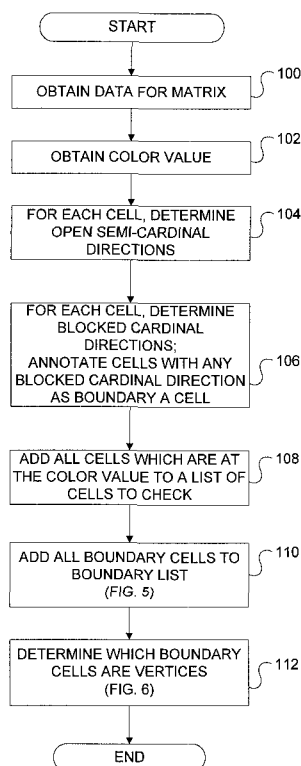 START
OBTAIN DATA FOR MATRIX
100
OBTAIN COLOR VALUE
102
FOR EACH CELL, DETERMINE
OPEN SEMI-CARDINAL
DIRECTIONS
104
FOR EACH CELL, DETERMINE
BLOCKED CARDINAL
DIRECTIONS;
ANNOTATE CELLS WITH ANY
BLOCKED CARDINAL DIRECTION
AS BOUNDARY A CELL
106
ADD ALL CELLS WHICH ARE AT
THE COLOR VALUE TO A LIST OF
CELLS TO CHECK
108
ADD ALL BOUNDARY CELLS TO
BOUNDARY LIST
(FIG. 5)
110
DETERMINE WHICH BOUNDARY
CELLS ARE VERTICES
(FIG. 6)
112
END